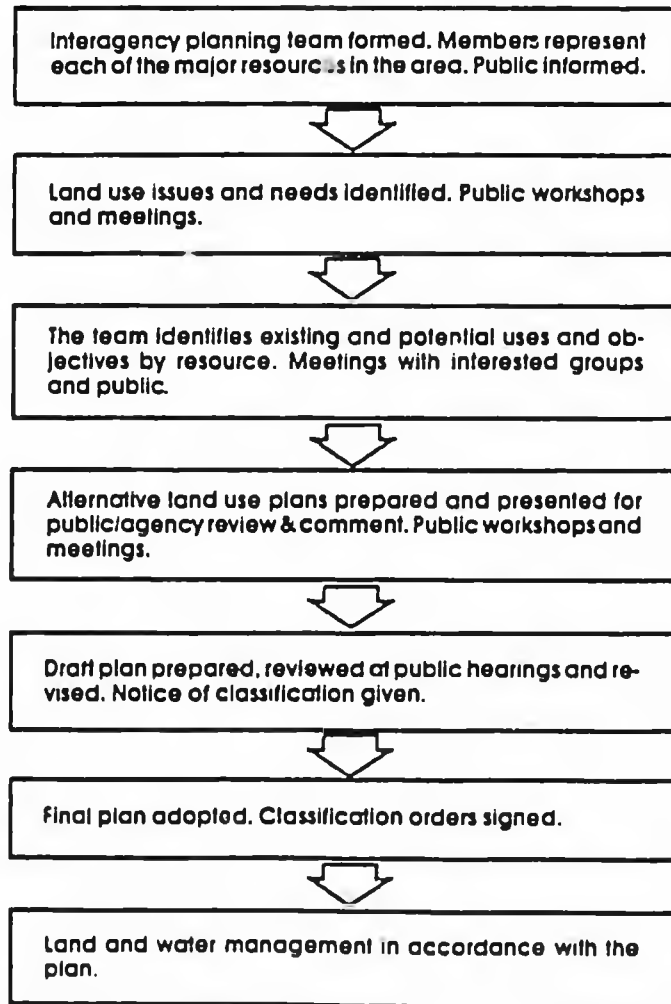 Interagency planning team formed. Members represent
each of the major resources in the area. Public informed.
Land use issues and needs identified. Public workshops
and meetings.
The team identifies existing and potential uses and ob-
jectives by resource. Meetings with interested groups
and public.
Alternative land use plans prepared and presented for
public/agency review & comment. Public workshops and
meetings.
Draft plan prepared, reviewed at public hearings and re-
vised. Notice of classification given.
Final plan adopted. Classification orders signed.
Land and water management in accordance with the
plan.